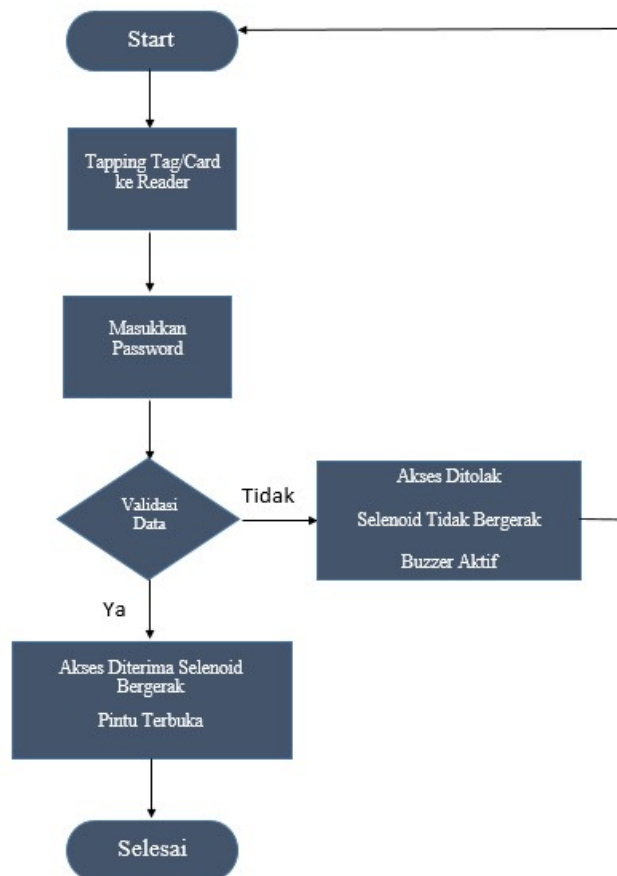 Start
Tapping Tag/Card
ke Reader
Masukkan
Password
Validasi
Data
Tidak
Akses Ditolak
Selenoid Tidak Bergerak
Buzzer Aktif
Ya
Akses Diterima Selenoid
Bergerak
Pintu Terbuka
Selesai